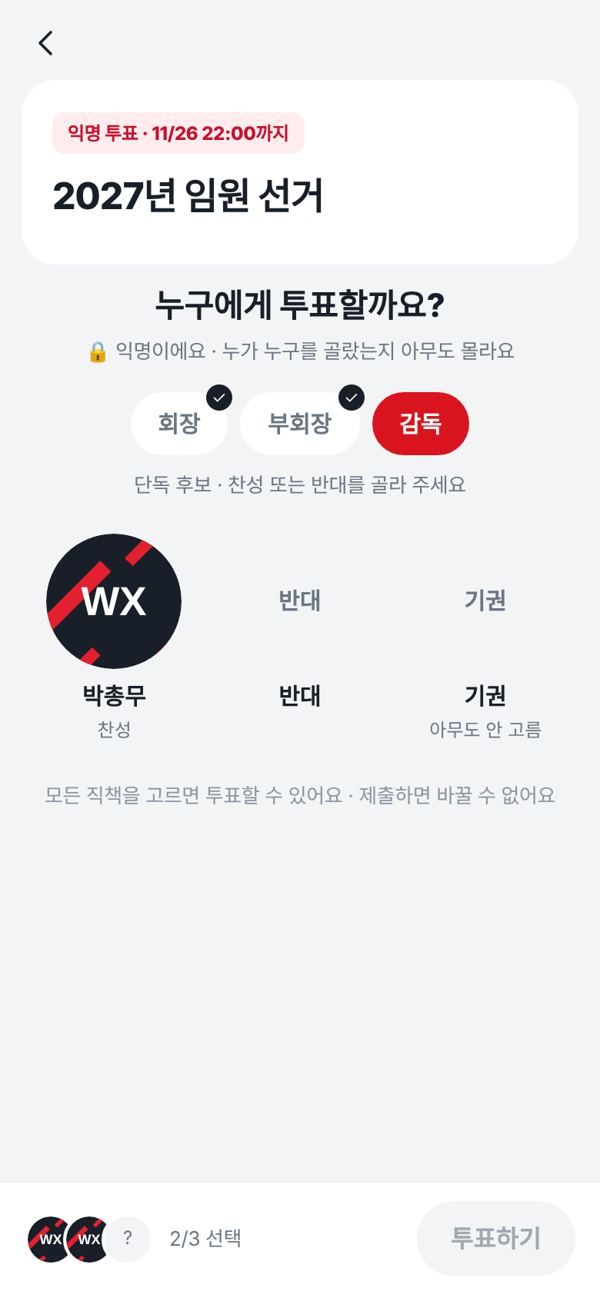 익명 투표 · 11/26 22:00까지
2027년 임원 선거
누구에게 투표할까요?
🔒 익명이에요 · 누가 누구를 골랐는지 아무도 몰라요
회장 부회장 감독
단독 후보 · 찬성 또는 반대를 골라 주세요
WX 반대 기권
박총무 반대 기권
찬성 아무도 안 고름
모든 직책을 고르면 투표할 수 있어요 · 제출하면 바꿀 수 없어요
WX WX ? 2/3 선택 투표하기